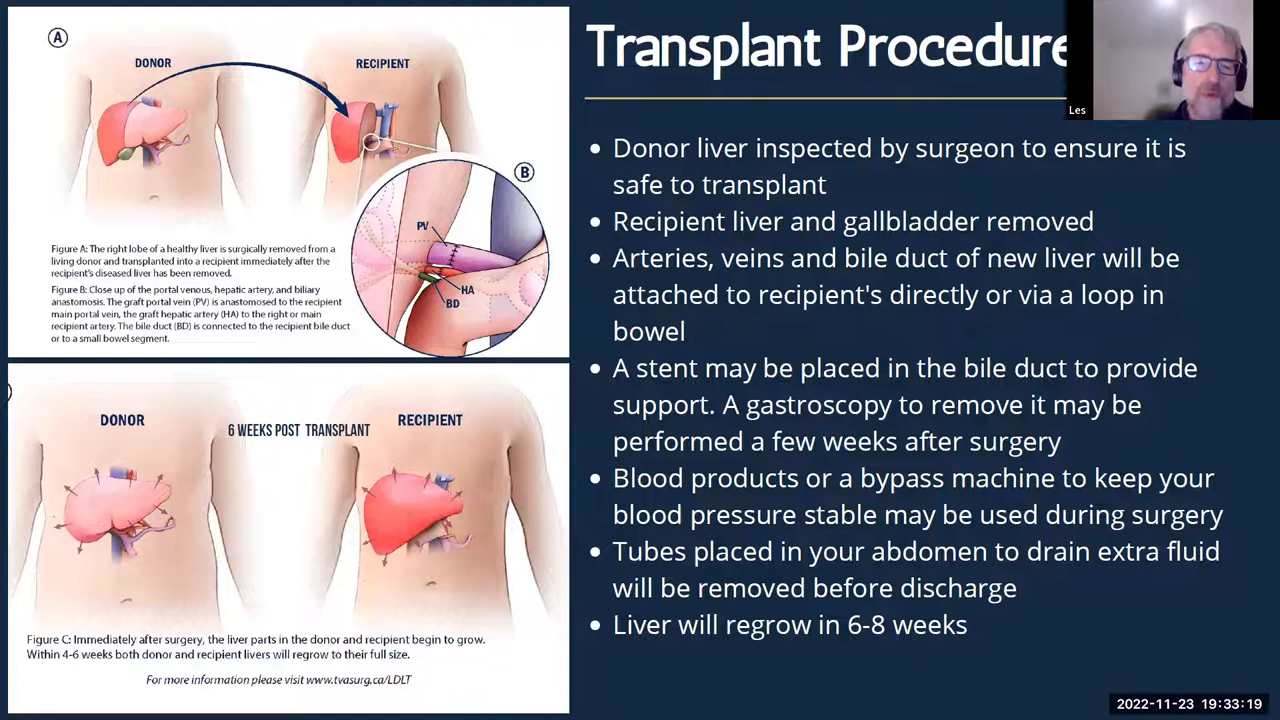 A
DONOR
RECIPIENT
B
PV
HA
BD
Figure A: The right lobe of a healthy liver is surgically removed from a
living donor and transplanted into a recipient immediately after the
recipient's diseased liver has been removed.
Figure B: Close up of the portal venous, hepatic artery, and biliary
anastomosis. The graft portal vein (PV) is anastomosed to the recipient
main portal vein, the graft hepatic artery (HA) to the right or main
recipient artery. The bile duct (BD) is connected to the recipient bile duct
or to a small bowel segment.
DONOR
6 WEEKS POST TRANSPLANT
RECIPIENT
Figure C: Immediately after surgery, the liver parts in the donor and recipient begin to grow.
Within 4-6 weeks both donor and recipient livers will regrow to their full size.
For more information please visit www.tvasurg.ca/LDLT
Transplant Procedure
Les
• Donor liver inspected by surgeon to ensure it is
safe to transplant
• Recipient liver and gallbladder removed
• Arteries, veins and bile duct of new liver will be
attached to recipient's directly or via a loop in
bowel
• A stent may be placed in the bile duct to provide
support. A gastroscopy to remove it may be
performed a few weeks after surgery
• Blood products or a bypass machine to keep your
blood pressure stable may be used during surgery
• Tubes placed in your abdomen to drain extra fluid
will be removed before discharge
• Liver will regrow in 6-8 weeks
2022-11-23 19:33:19